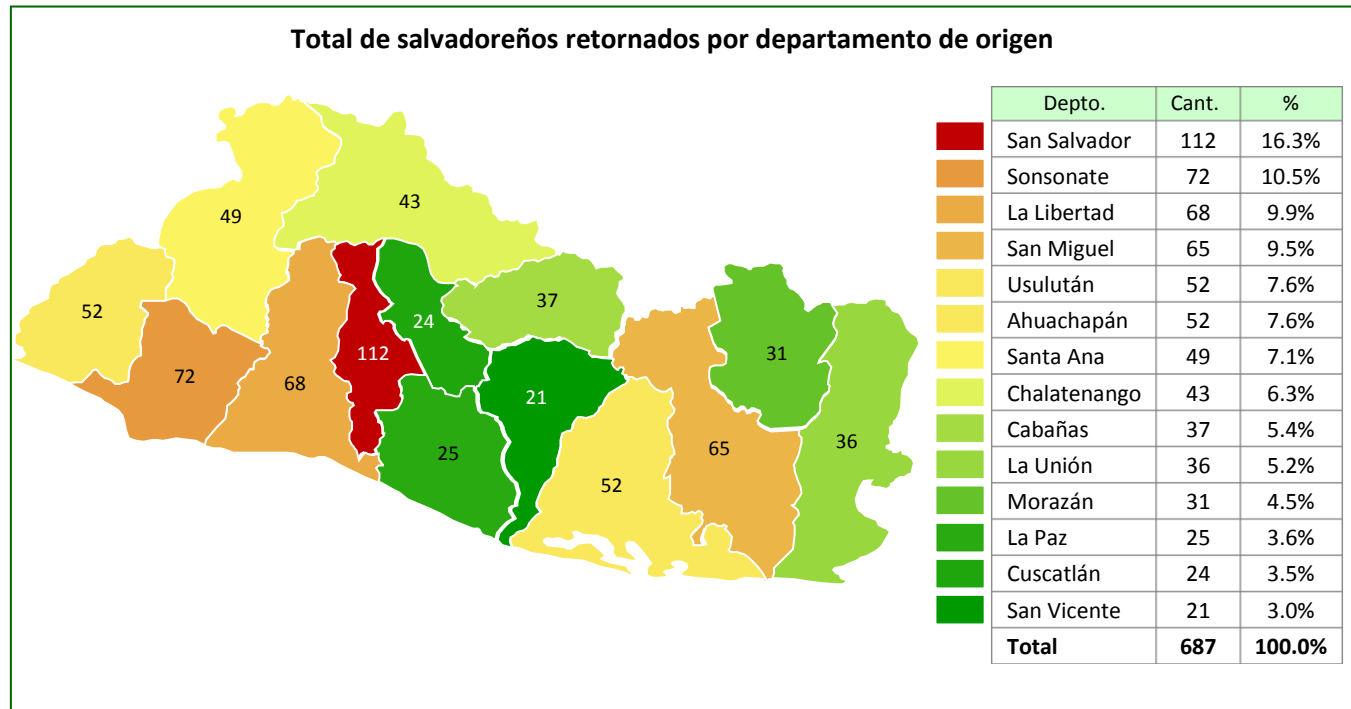 Total de salvadoreños retornados por departamento de origen
49
43
52
72
68
112
24
37
25
21
52
65
31
36
Depto. Cant. %
San Salvador 112 16.3%
Sonsonate 72 10.5%
La Libertad 68 9.9%
San Miguel 65 9.5%
Usulután 52 7.6%
Ahuachapán 52 7.6%
Santa Ana 49 7.1%
Chalatenango 43 6.3%
Cabañas 37 5.4%
La Unión 36 5.2%
Morazán 31 4.5%
La Paz 25 3.6%
Cuscatlán 24 3.5%
San Vicente 21 3.0%
Total 687 100.0%